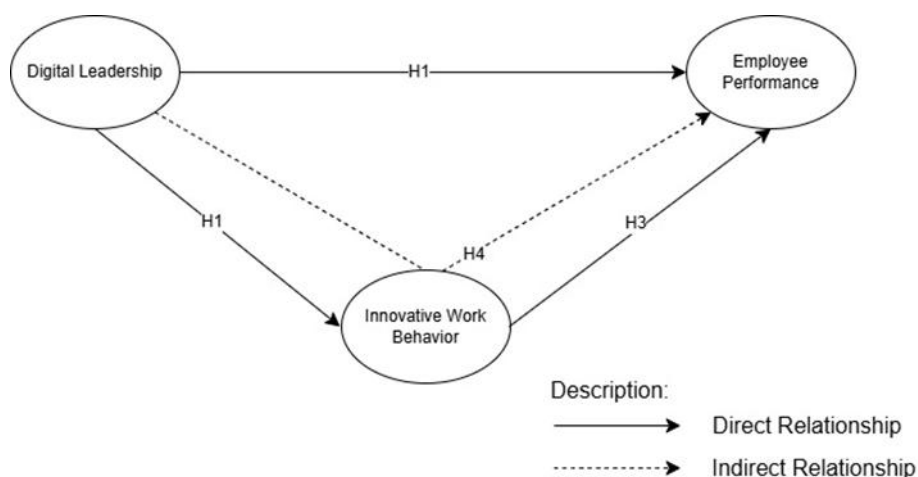 Digital Leadership
H1
Employee
Performance
H1
H3
H4
Innovative Work
Behavior
Description:
Direct Relationship
Indirect Relationship